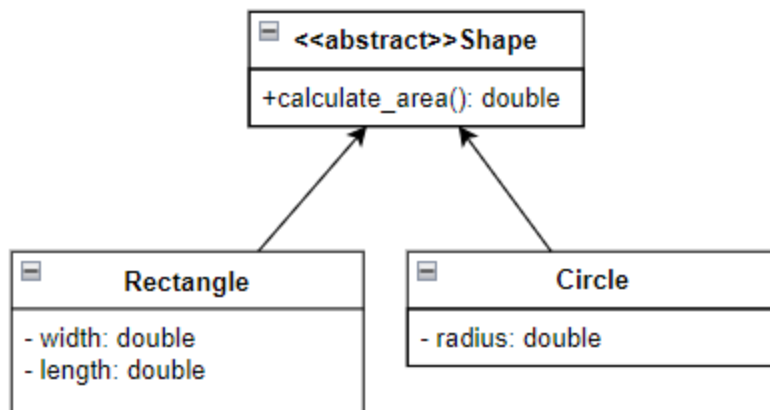 <<abstract>>Shape
+calculate_area(): double
Rectangle
- width: double
- length: double
Circle
- radius: double